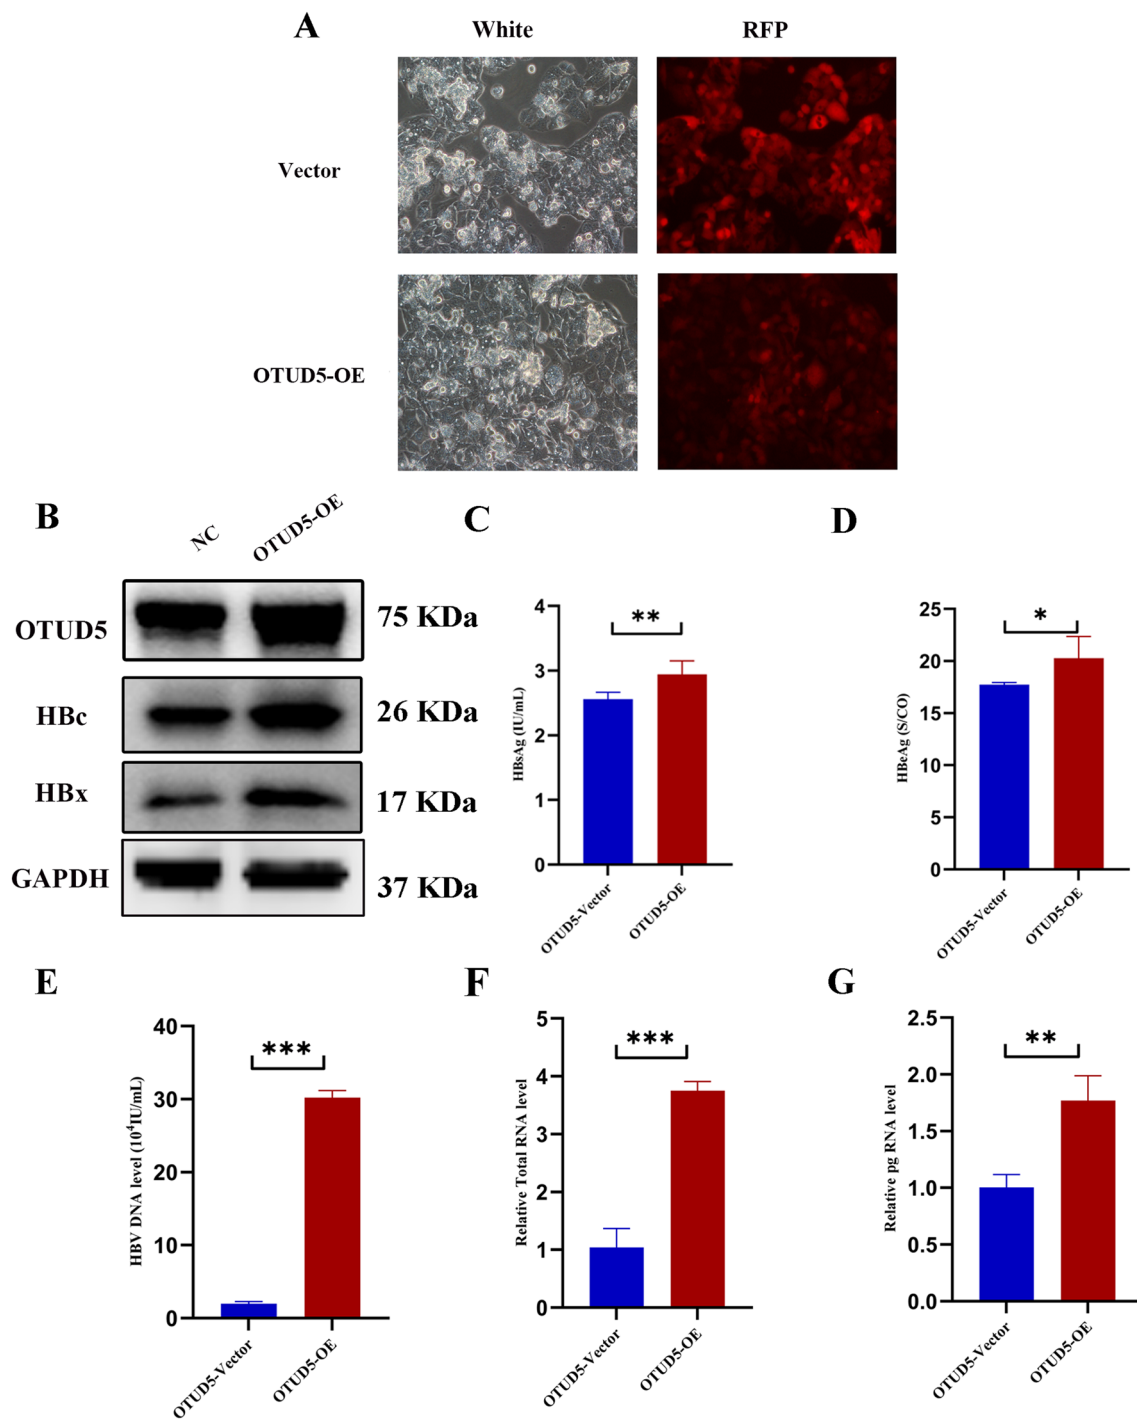 A
White
RFP
Vector
OTUD5-OE
B
NC
OTUD5-OE
OTUD5
75 KDa
HBc
26 KDa
HBx
17 KDa
GAPDH
37 KDa
C
HBsAg (IU/mL)
4
3
2
1
0
**
OTUD5-Vector
OTUD5-OE
D
HBeAg (S/CO)
25
20
15
10
5
0
*
OTUD5-Vector
OTUD5-OE
E
HBV DNA level (10⁴IU/mL)
40
30
20
10
0
***
OTUD5-Vector
OTUD5-OE
F
Relative Total RNA level
5
4
3
2
1
0
***
OTUD5-Vector
OTUD5-OE
G
Relative pg RNA level
2.5
2.0
1.5
1.0
0.5
0.0
**
OTUD5-Vector
OTUD5-OE